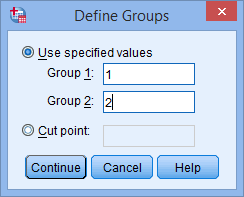 Define Groups
x
Use specified values
Group 1: 1
Group 2: 2
Cut point:
Continue Cancel Help